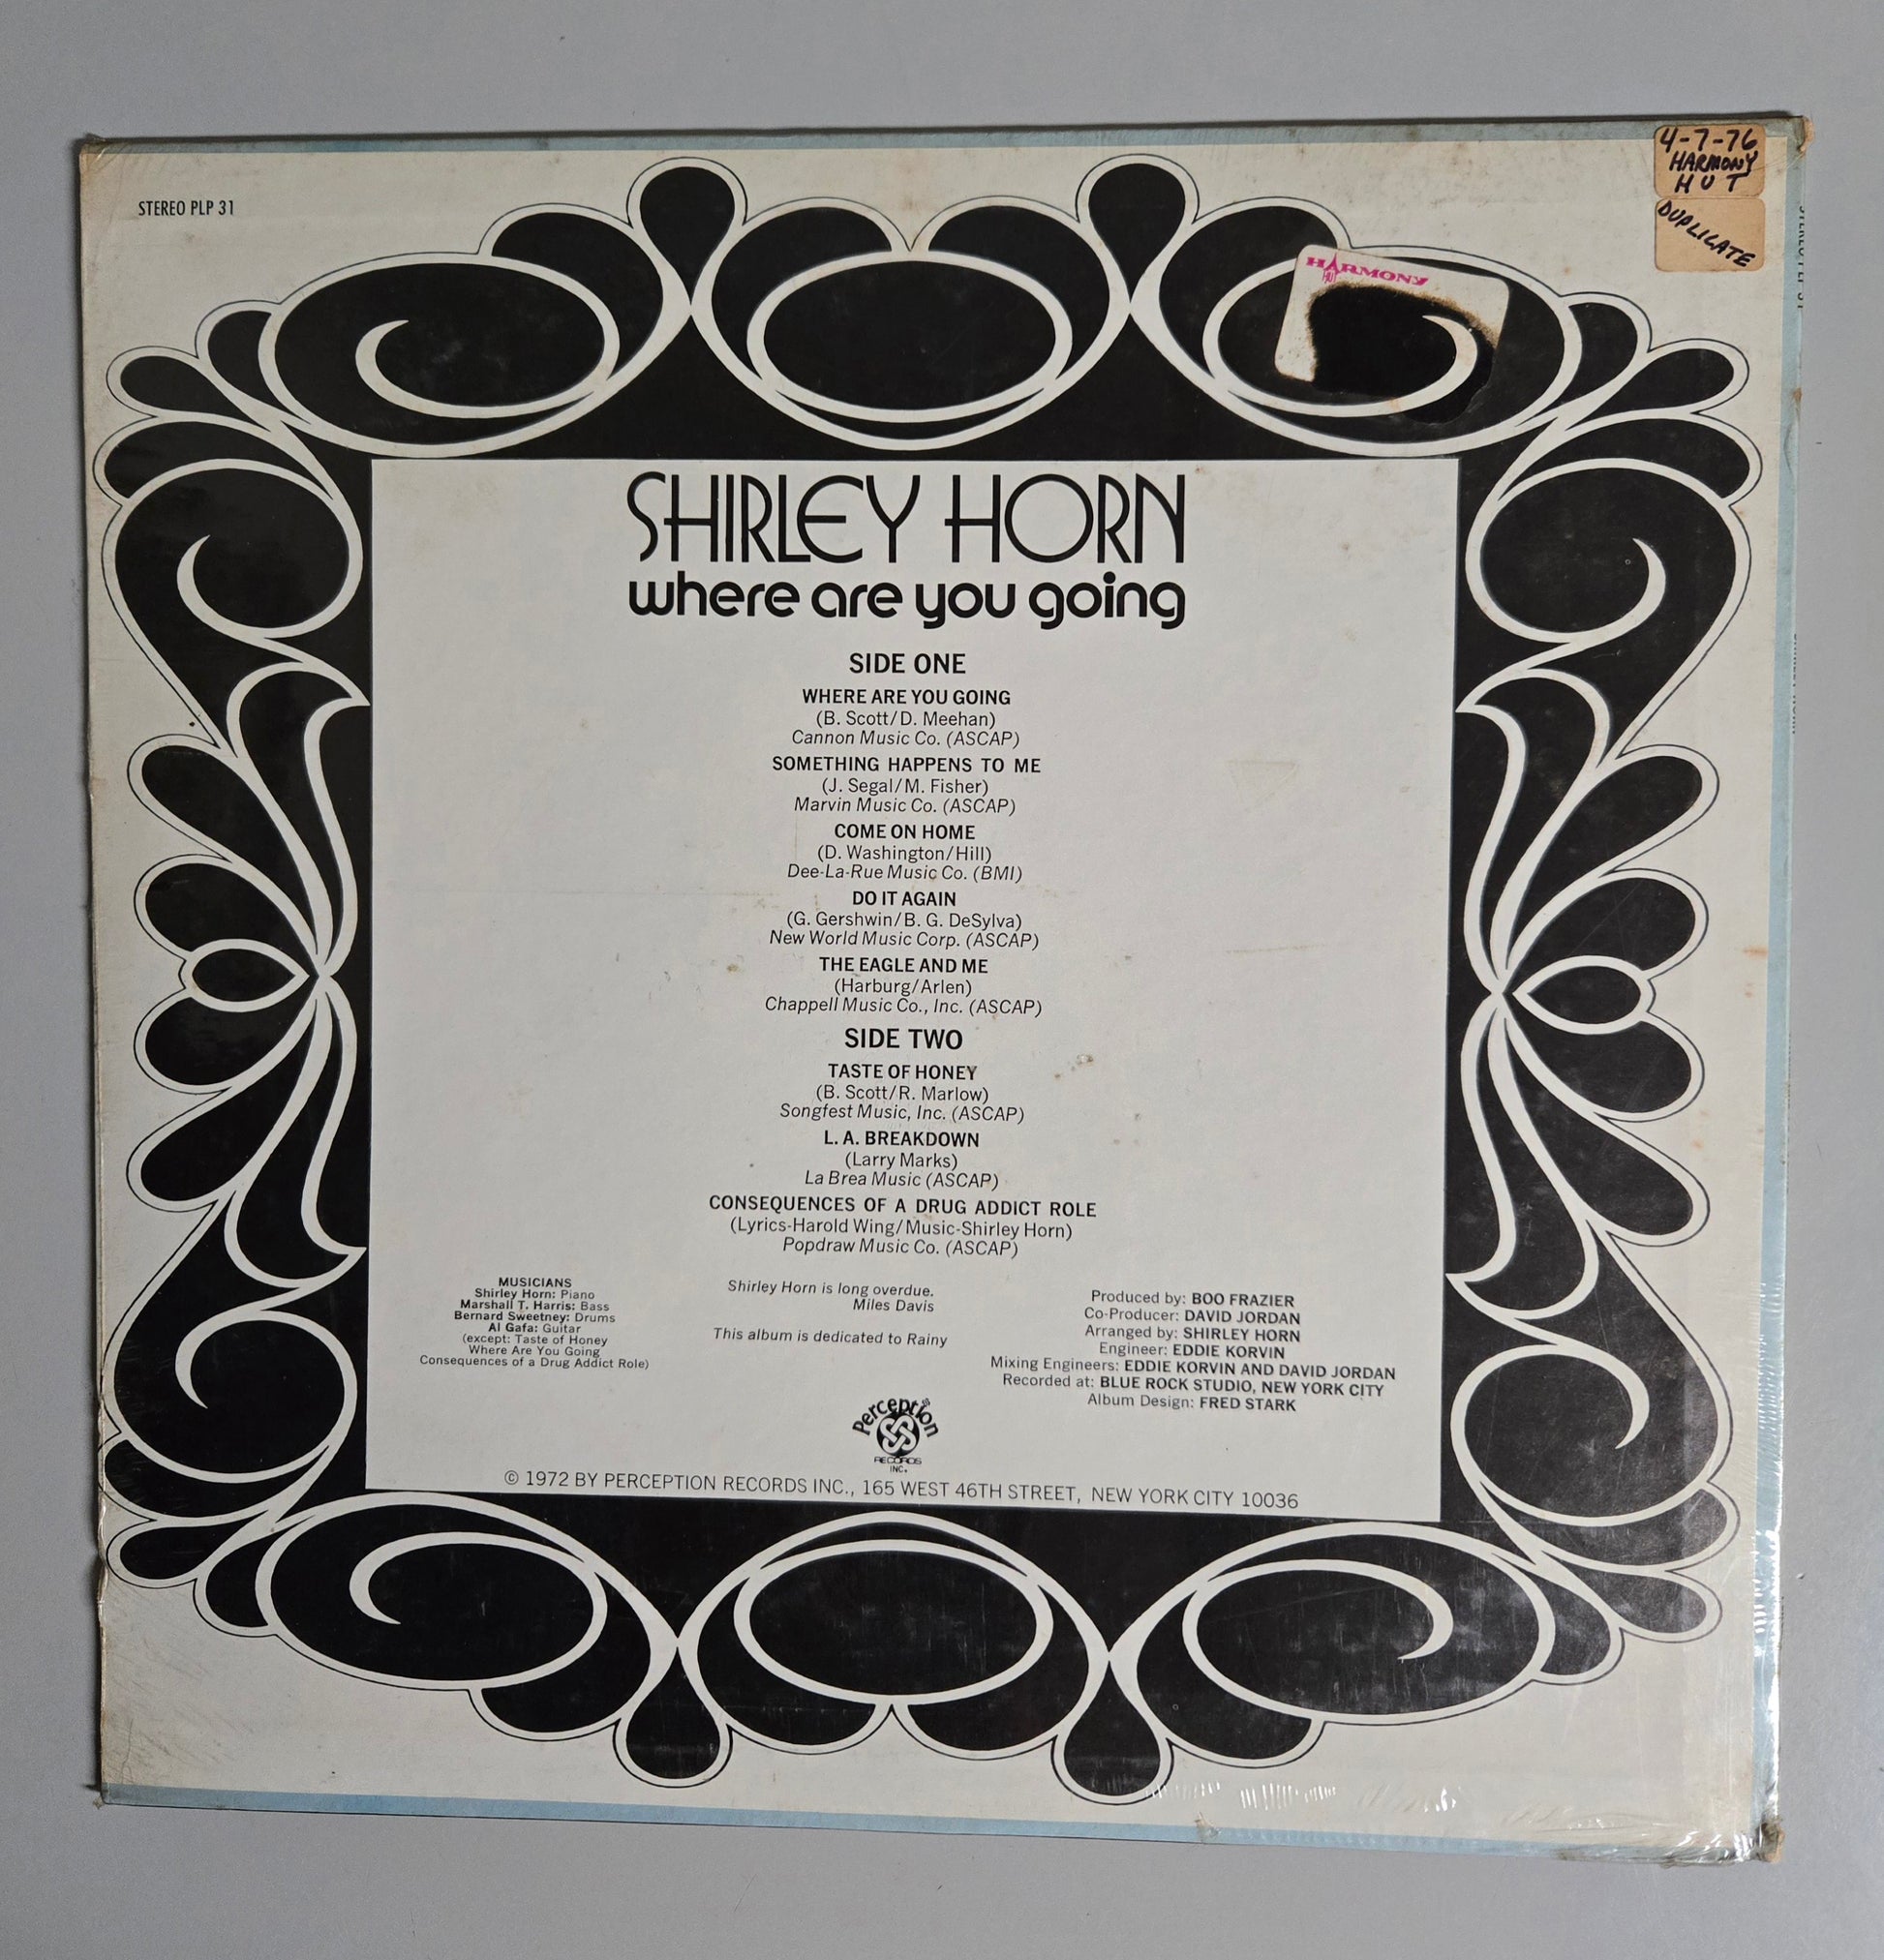 4-7-76
HARMONY
HUT
DUPLICATE
STEREO PLP 31
HARMONY
HUT
SHIRLEY HORN
where are you going
SIDE ONE
WHERE ARE YOU GOING
(B. Scott/D. Meehan)
Cannon Music Co. (ASCAP)
SOMETHING HAPPENS TO ME
(J. Segal/M. Fisher)
Marvin Music Co. (ASCAP)
COME ON HOME
(D. Washington/Hill)
Dee-La-Rue Music Co. (BMI)
DO IT AGAIN
(G. Gershwin/B. G. DeSylva)
New World Music Corp. (ASCAP)
THE EAGLE AND ME
(Harburg/Arlen)
Chappell Music Co., Inc. (ASCAP)
SIDE TWO
TASTE OF HONEY
(B. Scott/R. Marlow)
Songfest Music, Inc. (ASCAP)
L. A. BREAKDOWN
(Larry Marks)
La Brea Music (ASCAP)
CONSEQUENCES OF A DRUG ADDICT ROLE
(Lyrics-Harold Wing/Music-Shirley Horn)
Popdraw Music Co. (ASCAP)
MUSICIANS
Shirley Horn: Piano
Marshall T. Harris: Bass
Bernard Sweetney: Drums
Al Gafa: Guitar
(except: Taste of Honey
Where Are You Going
Consequences of a Drug Addict Role)
Shirley Horn is long overdue.
Miles Davis
This album is dedicated to Rainy
Produced by: BOO FRAZIER
Co-Producer: DAVID JORDAN
Arranged by: SHIRLEY HORN
Engineer: EDDIE KORVIN
Mixing Engineers: EDDIE KORVIN AND DAVID JORDAN
Recorded at: BLUE ROCK STUDIO, NEW YORK CITY
Album Design: FRED STARK
Perception
RECORDS
INC.
© 1972 BY PERCEPTION RECORDS INC., 165 WEST 46TH STREET, NEW YORK CITY 10036